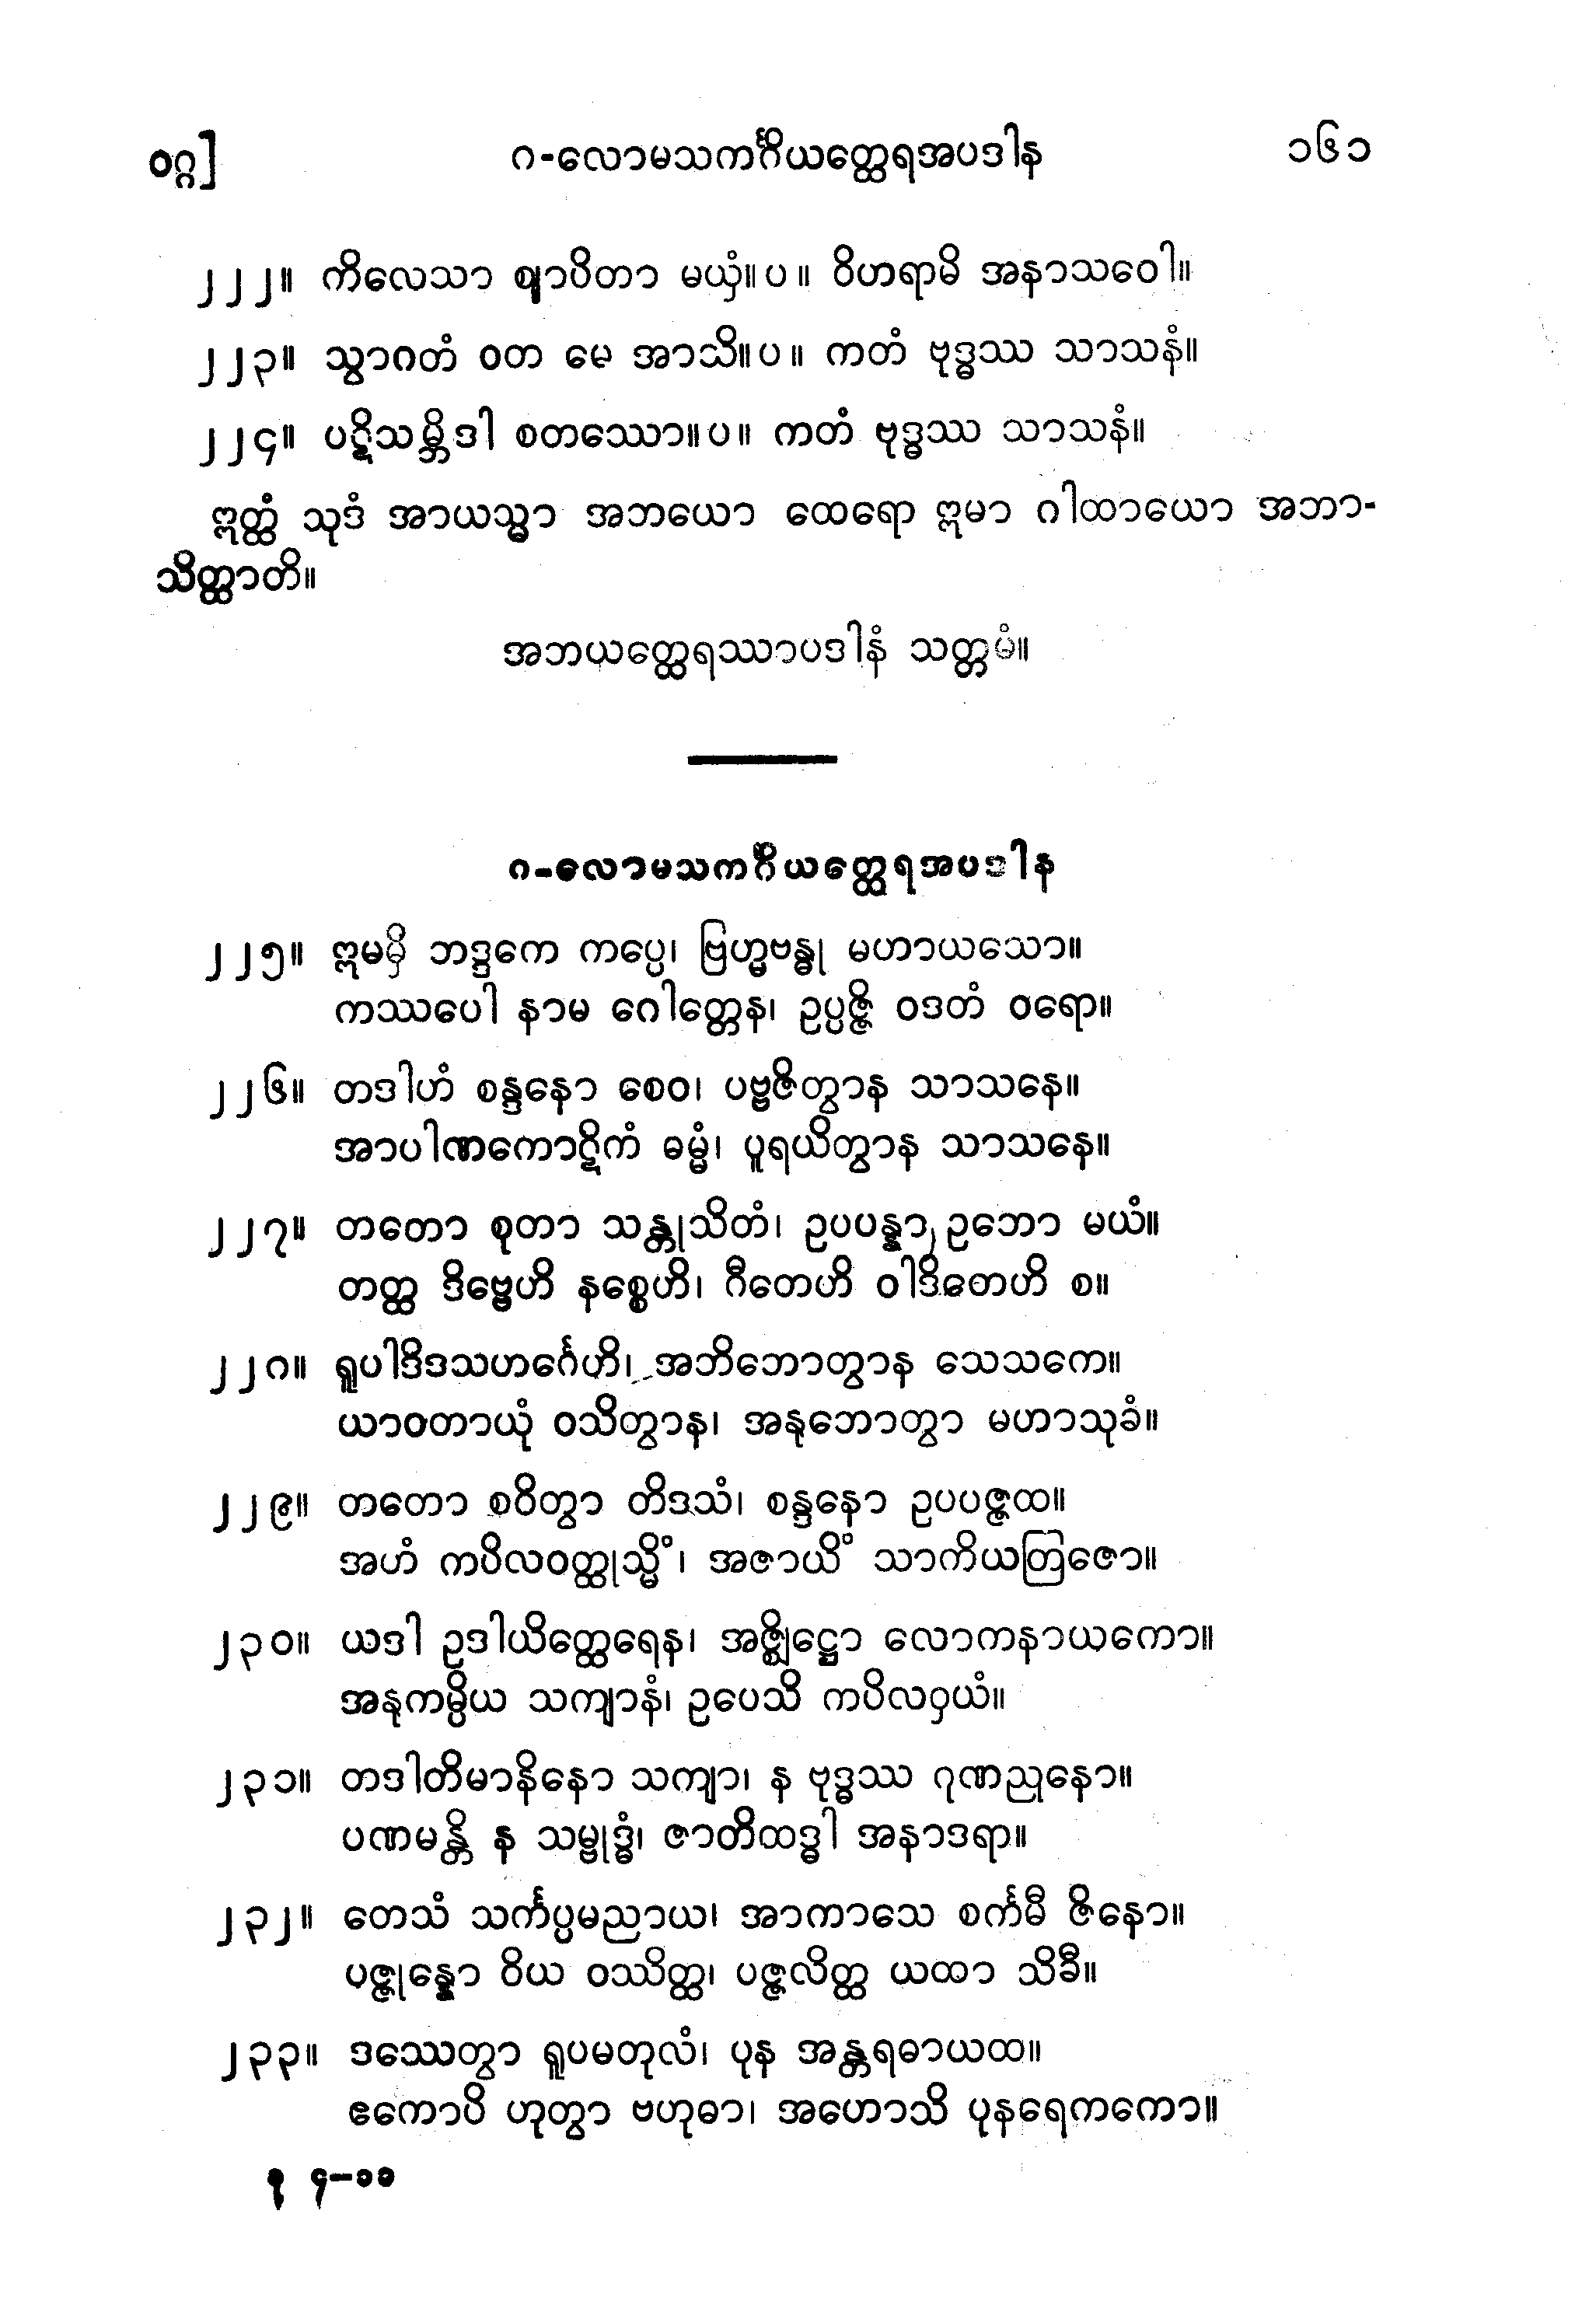 ဝဂ္ဂ]
ဂ-လောမသကင်္ဂိယတ္ထေရအပဒါန
၁၆၁
၂၂၂။ ကိလေသာ ဈာပိတာ မယှံ။ပ။ ဝိဟရာမိ အနာသဝေါ။
၂၂၃။ သွာဂတံ ဝတ မေ အာသိ။ပ။ ကတံ ဗုဒ္ဓဿ သာသနံ။
၂၂၄။ ပဋိသမ္ဘိဒါ စတဿော။ပ။ ကတံ ဗုဒ္ဓဿ သာသနံ။
ဣတ္ထံ သုဒံ အာယသ္မာ အဘယော ထေရော ဣမာ ဂါထာယော အဘာ-
သိတ္ထာတိ။
အဘယတ္ထေရဿာပဒါနံ သတ္တမံ။
ဂ-လောမသကင်္ဂိယတ္ထေရအပဒါန
၂၂၅။ ဣမမှိ ဘဒ္ဒကေ ကပ္ပေ၊ ဗြဟ္မဗန္ဓု မဟာယသော။
ကဿပေါ နာမ ဂေါတ္တေန၊ ဥပ္ပဇ္ဇိ ဝဒတံ ဝရော။
၂၂၆။ တဒါဟံ စန္ဒနော စေဝ၊ ပဗ္ဗဇိတွာန သာသနေ။
အာပါဏကောဋိကံ ဓမ္မံ၊ ပူရယိတွာန သာသနေ။
၂၂၇။ တတော စုတာ သန္တုသိတံ၊ ဥပပန္နာ ဥဘော မယံ။
တတ္ထ ဒိဗ္ဗေဟိ နစ္စေဟိ၊ ဂီတေဟိ ဝါဒိတေဟိ စ။
၂၂၈။ ရူပါဒိဒသဟင်္ဂေဟိ၊ အဘိဘောတွာန သေသကေ။
ယာဝတာယုံ ဝသိတွာန၊ အနုဘောတွာ မဟာသုခံ။
၂၂၉။ တတော စဝိတွာ တိဒသံ၊ စန္ဒနော ဥပပဇ္ဇထ။
အဟံ ကပိလဝတ္ထုသ္မိံ၊ အဇာယိံ သာကိယတြဇော။
၂၃၀။ ယဒါ ဥဒါယိတ္ထေရေန၊ အဇ္ဈိဋ္ဌော လောကနာယကော။
အနုကမ္ပိယ သကျာနံ၊ ဥပေသိ ကပိလဝှယံ။
၂၃၁။ တဒါတိမာနိနော သကျာ၊ န ဗုဒ္ဓဿ ဂုဏညုနော။
ပဏမန္တိ န သမ္ဗုဒ္ဓံ၊ ဇာတိထဒ္ဓါ အနာဒရာ။
၂၃၂။ တေသံ သင်္ကပ္ပမညာယ၊ အာကာသေ စင်္ကမီ ဇိနော။
ပဇ္ဇုန္နော ဝိယ ဝဿိတ္ထ၊ ပဇ္ဇလိတ္ထ ယထာ သိခီ။
၂၃၃။ ဒဿေတွာ ရူပမတုလံ၊ ပုန အန္တရဓာယထ။
ဧကောပိ ဟုတွာ ဗဟုဓာ၊ အဟောသိ ပုနရေကကော။
ခု ၄-၁၁